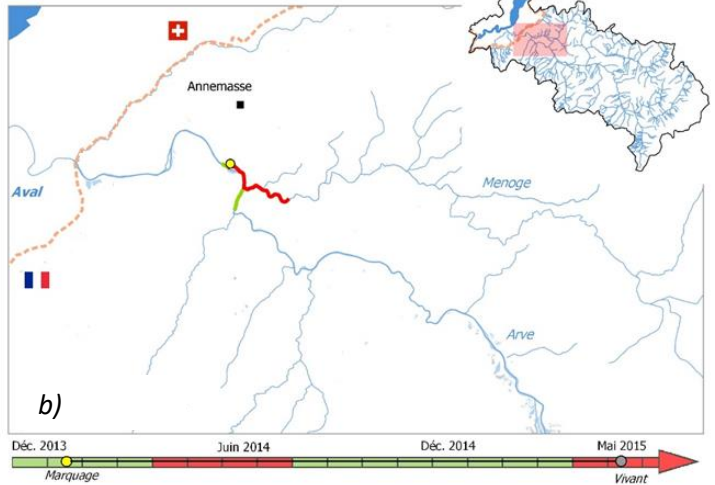 Annemasse
Aval
Menoge
Arve
b)
Déc. 2013 Juin 2014 Déc. 2014 Mai 2015
Marquage Vivant